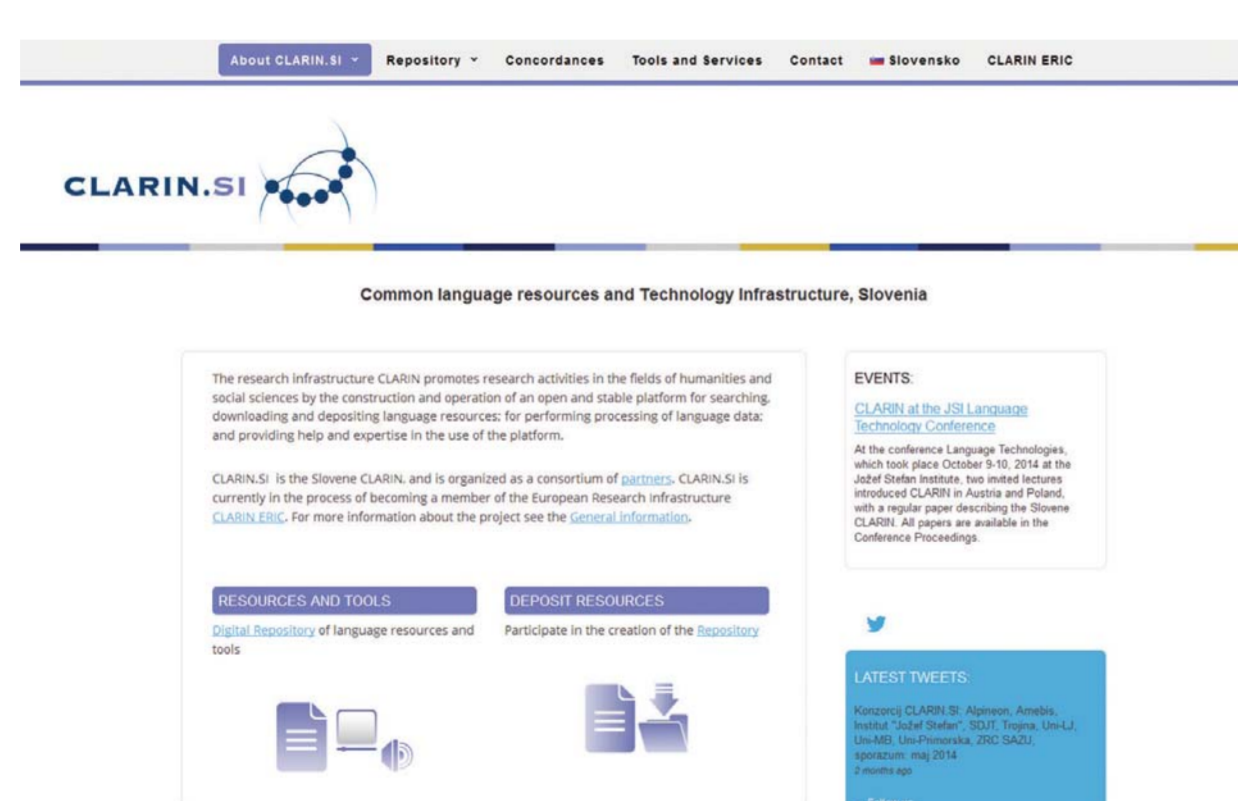 About CLARIN.SI Repository Concordances Tools and Services Contact Slovensko CLARIN ERIC
CLARIN.SI
Common language resources and Technology Infrastructure, Slovenia
The research infrastructure CLARIN promotes research activities in the fields of humanities and
social sciences by the construction and operation of an open and stable platform for searching,
downloading and depositing language resources; for performing processing of language data;
and providing help and expertise in the use of the platform.
CLARIN.SI is the Slovene CLARIN, and is organized as a consortium of partners. CLARIN.SI is
currently in the process of becoming a member of the European Research infrastructure
CLARIN ERIC. For more information about the project see the General information.
RESOURCES AND TOOLS
Digital Repository of language resources and
tools
DEPOSIT RESOURCES
Participate in the creation of the Repository
EVENTS:
CLARIN at the JSI Language
Technology Conference
At the conference Language Technologies,
which took place October 9-10, 2014 at the
Jožef Stefan Institute, two invited lectures
introduced CLARIN in Austria and Poland,
with a regular paper describing the Slovene
CLARIN. All papers are available in the
Conference Proceedings.
LATEST TWEETS:
Konzorcij CLARIN.SI: Alpineon, Amebis,
Institut "Jožef Stefan", SDJT, Trojina, Uni-LJ,
Uni-MB, Uni-Primorska, ZRC SAZU,
sporazum: maj 2014
2 months ago